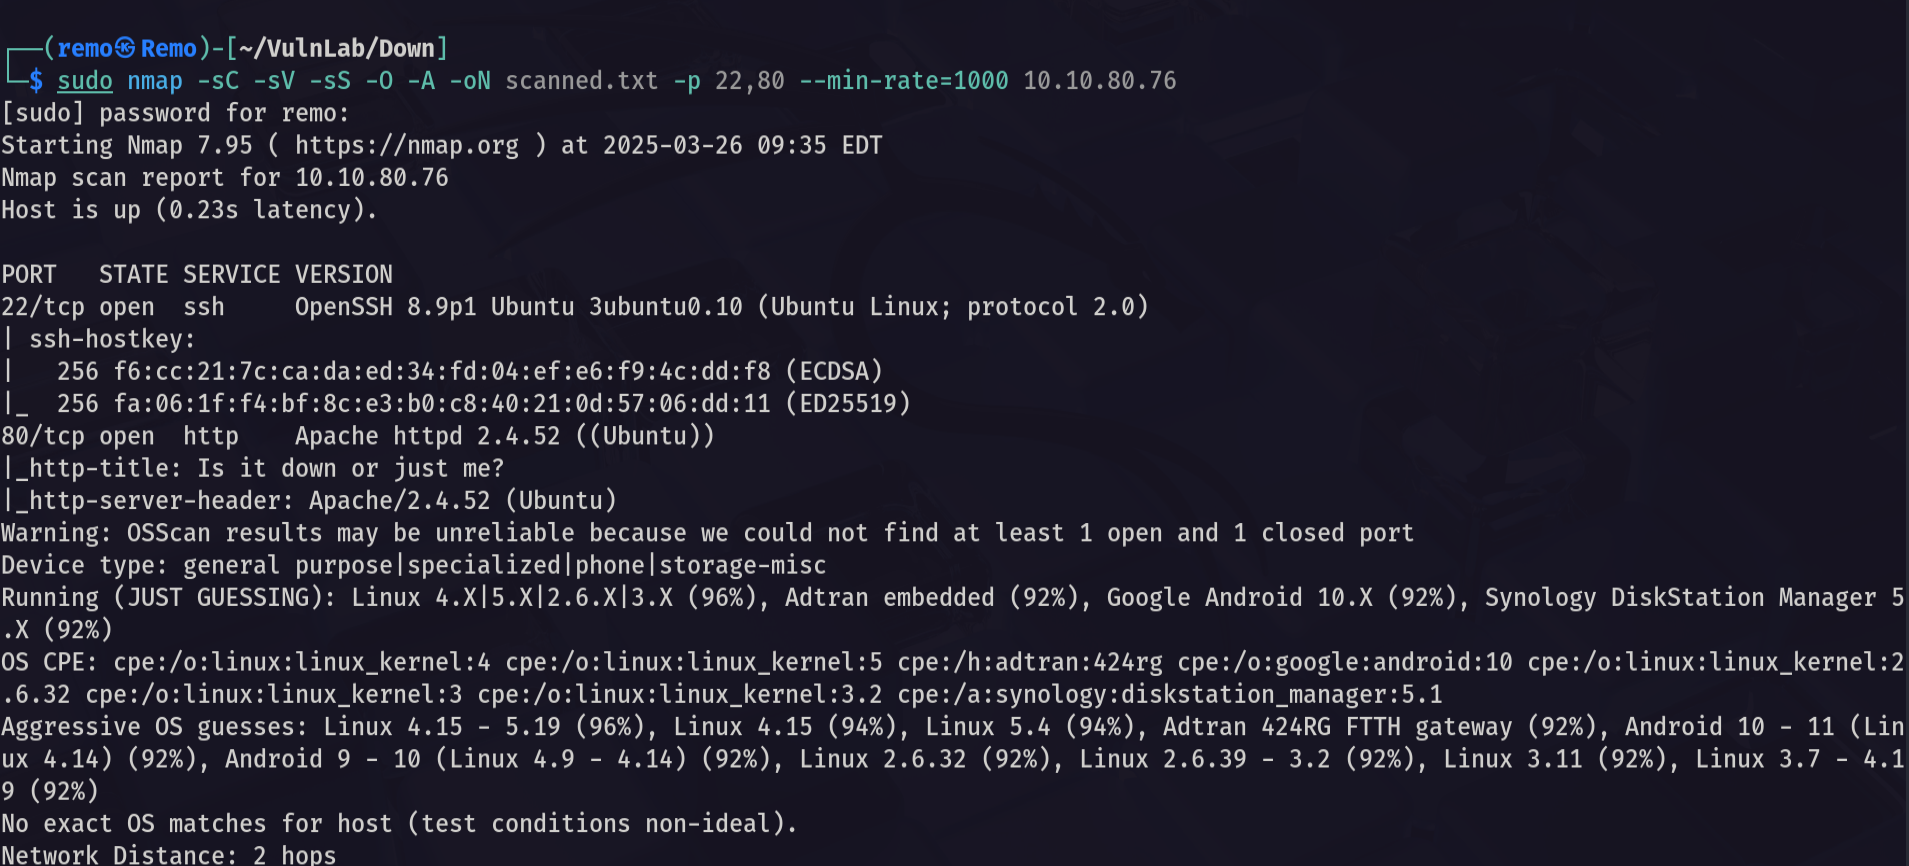 ┌──(remo㉿Remo)-[~/VulnLab/Down]
└─$ sudo nmap -sC -sV -sS -O -A -oN scanned.txt -p 22,80 --min-rate=1000 10.10.80.76
[sudo] password for remo:
Starting Nmap 7.95 ( https://nmap.org ) at 2025-03-26 09:35 EDT
Nmap scan report for 10.10.80.76
Host is up (0.23s latency).

PORT   STATE SERVICE VERSION
22/tcp open  ssh     OpenSSH 8.9p1 Ubuntu 3ubuntu0.10 (Ubuntu Linux; protocol 2.0)
| ssh-hostkey:
|   256 f6:cc:21:7c:ca:da:ed:34:fd:04:ef:e6:f9:4c:dd:f8 (ECDSA)
|_  256 fa:06:1f:f4:bf:8c:e3:b0:c8:40:21:0d:57:06:dd:11 (ED25519)
80/tcp open  http    Apache httpd 2.4.52 ((Ubuntu))
|_http-title: Is it down or just me?
|_http-server-header: Apache/2.4.52 (Ubuntu)
Warning: OSScan results may be unreliable because we could not find at least 1 open and 1 closed port
Device type: general purpose|specialized|phone|storage-misc
Running (JUST GUESSING): Linux 4.X|5.X|2.6.X|3.X (96%), Adtran embedded (92%), Google Android 10.X (92%), Synology DiskStation Manager 5
.X (92%)
OS CPE: cpe:/o:linux:linux_kernel:4 cpe:/o:linux:linux_kernel:5 cpe:/h:adtran:424rg cpe:/o:google:android:10 cpe:/o:linux:linux_kernel:2
.6.32 cpe:/o:linux:linux_kernel:3 cpe:/o:linux:linux_kernel:3.2 cpe:/a:synology:diskstation_manager:5.1
Aggressive OS guesses: Linux 4.15 - 5.19 (96%), Linux 4.15 (94%), Linux 5.4 (94%), Adtran 424RG FTTH gateway (92%), Android 10 - 11 (Lin
ux 4.14) (92%), Android 9 - 10 (Linux 4.9 - 4.14) (92%), Linux 2.6.32 (92%), Linux 2.6.39 - 3.2 (92%), Linux 3.11 (92%), Linux 3.7 - 4.1
9 (92%)
No exact OS matches for host (test conditions non-ideal).
Network Distance: 2 hops